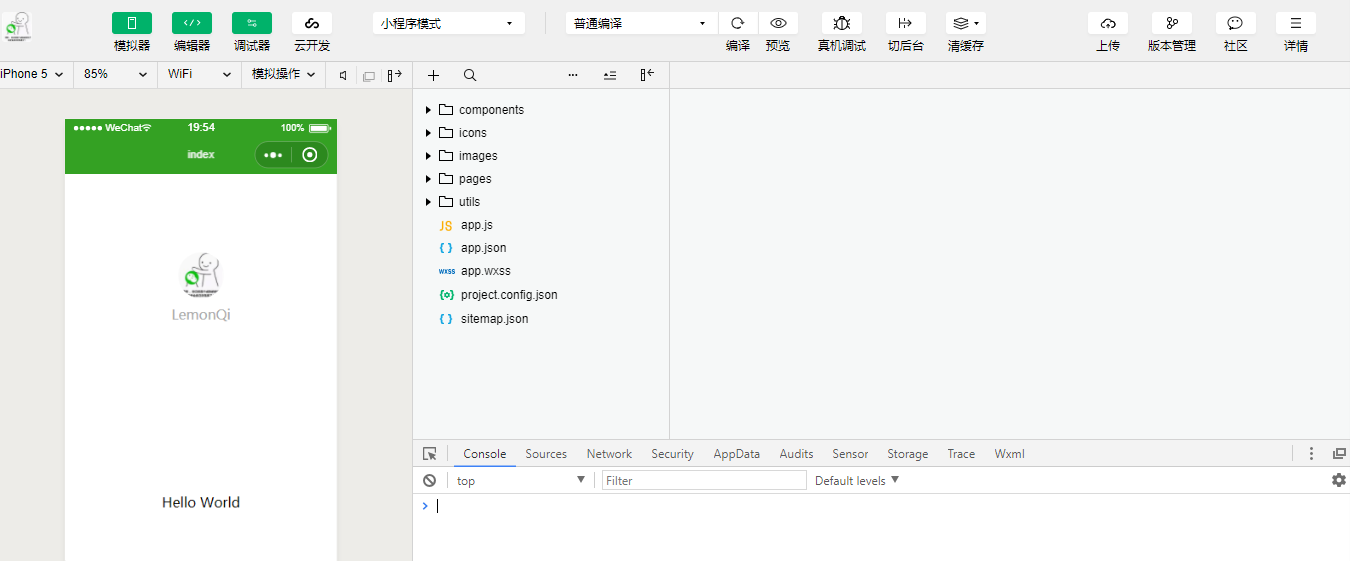 小程序模式
普通编译
模拟器 编辑器 调试器 云开发 编译 预览 真机调试 切后台 清缓存 上传 版本管理 社区 详情
iPhone 5 85% WiFi 模拟操作
WeChat 19:54 100%
index
LemonQi
Hello World
components
icons
images
pages
utils
JS app.js
{ } app.json
wxss app.wxss
{o} project.config.json
{ } sitemap.json
Console Sources Network Security AppData Audits Sensor Storage Trace Wxml
top Filter Default levels